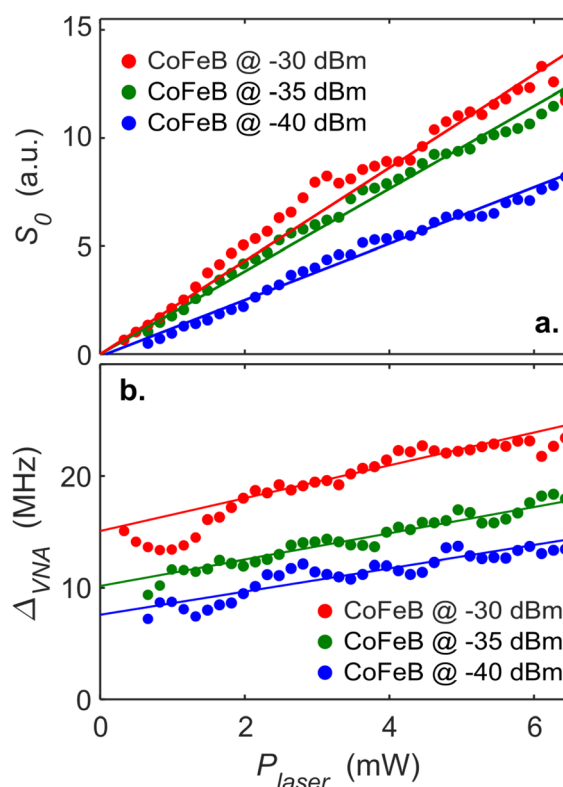 15
10
5
0
S0 (a.u.)
CoFeB @ -30 dBm
CoFeB @ -35 dBm
CoFeB @ -40 dBm
a.
b.
20
10
0
ΔVNA (MHz)
CoFeB @ -30 dBm
CoFeB @ -35 dBm
CoFeB @ -40 dBm
0 2 4 6
Plaser (mW)